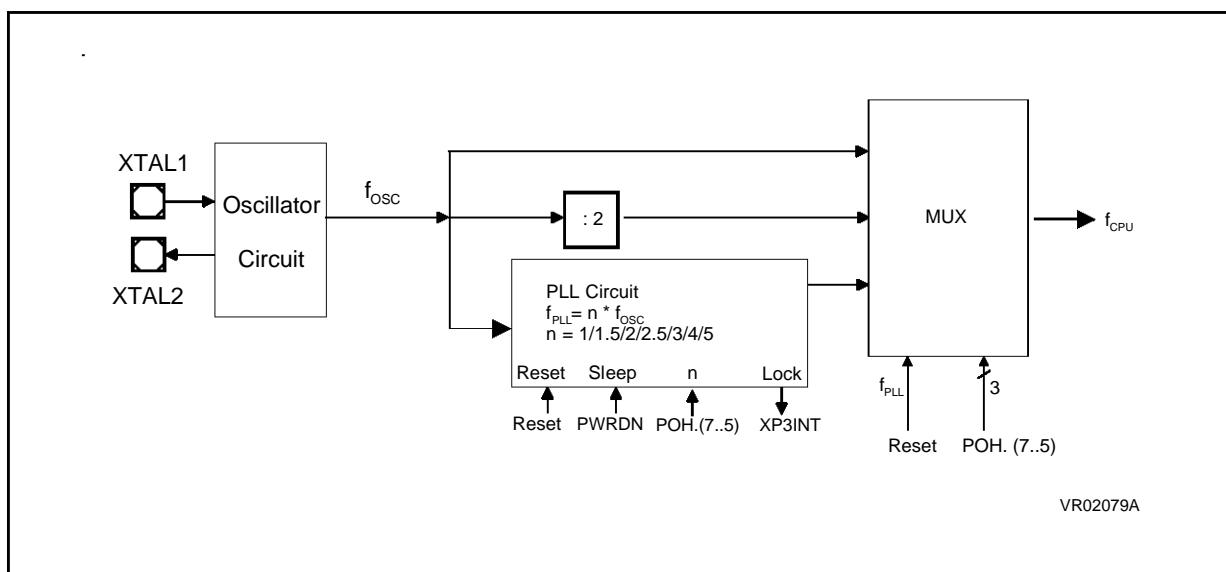 XTAL1
XTAL2
Oscillator
Circuit
fOSC
: 2
PLL Circuit
fPLL= n * fOSC
n = 1/1.5/2/2.5/3/4/5
Reset Sleep n Lock
Reset PWRDN POH.(7..5) XP3INT
MUX
fCPU
fPLL
3
Reset POH. (7..5)
VR02079A